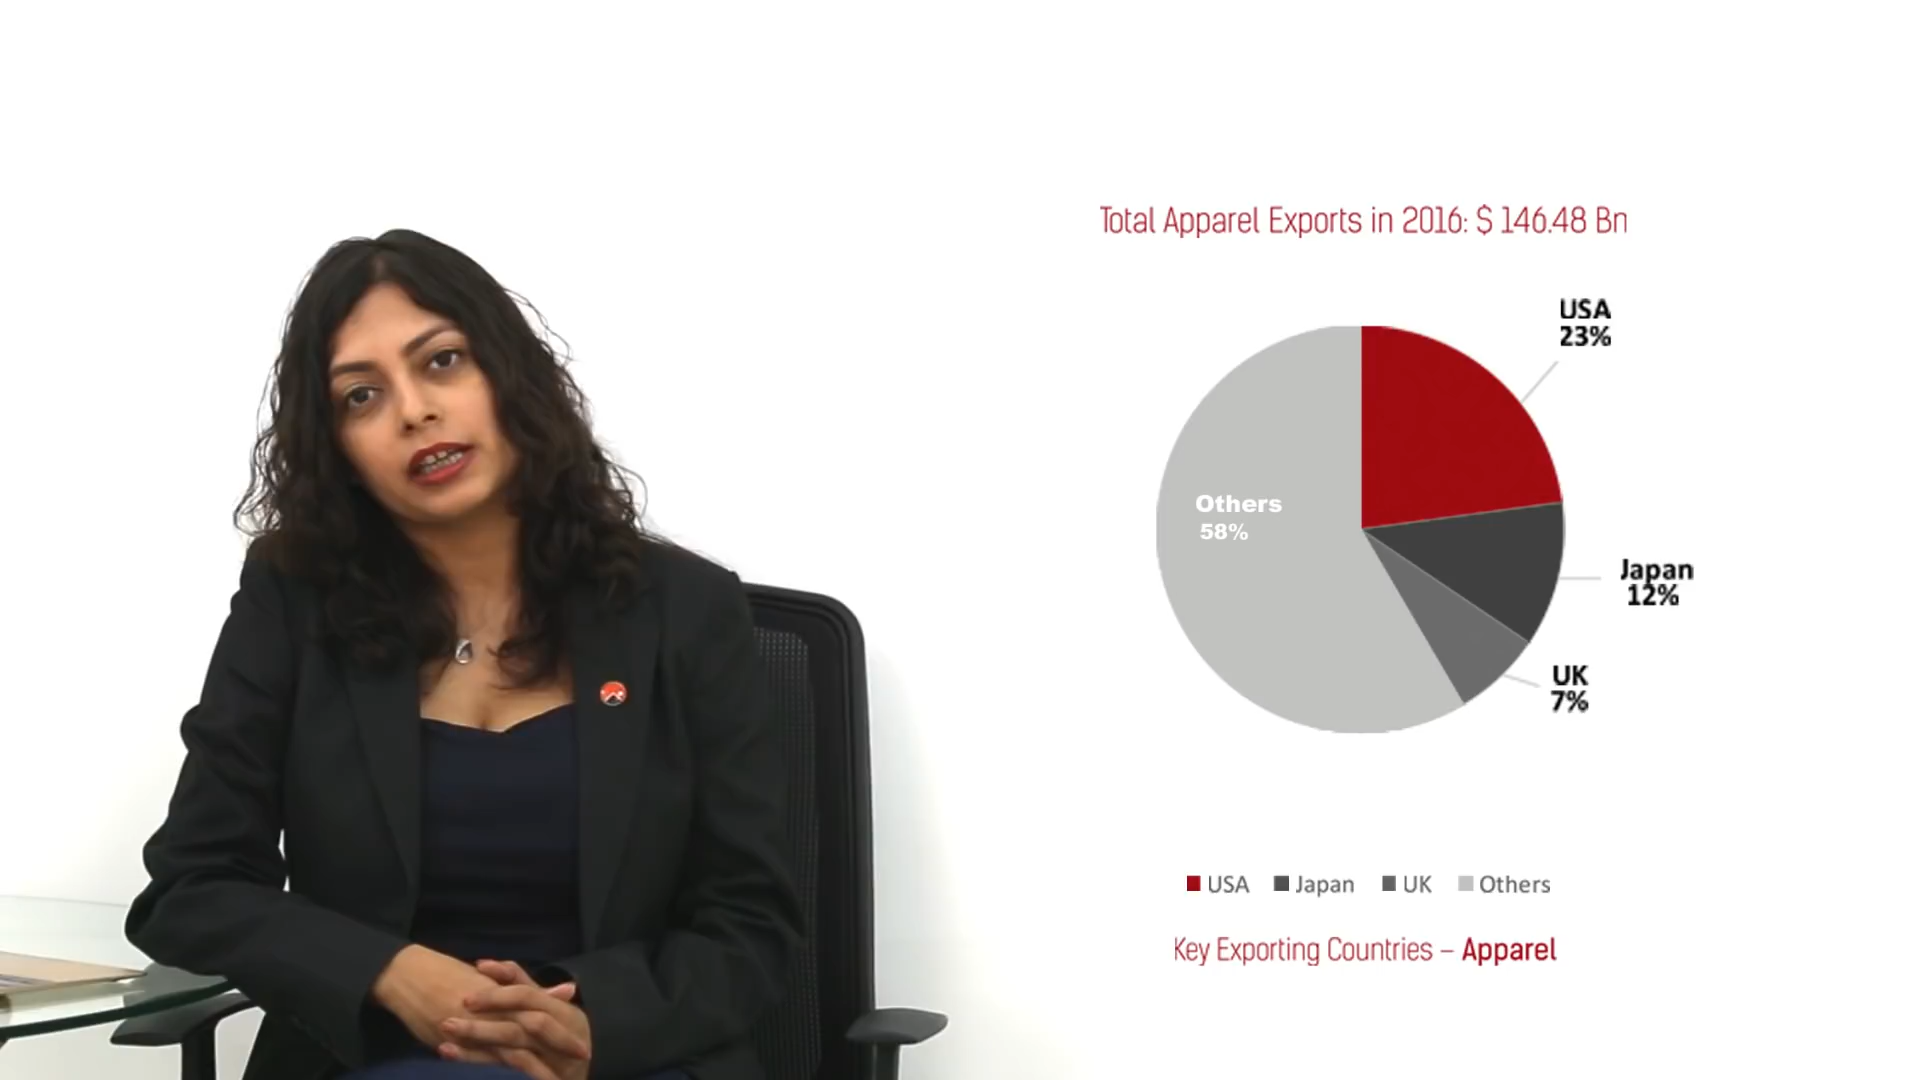 Total Apparel Exports in 2016: $ 146.48 Bn
USA
23%
Others
58%
Japan
12%
UK
7%
USA Japan UK Others
Key Exporting Countries – Apparel